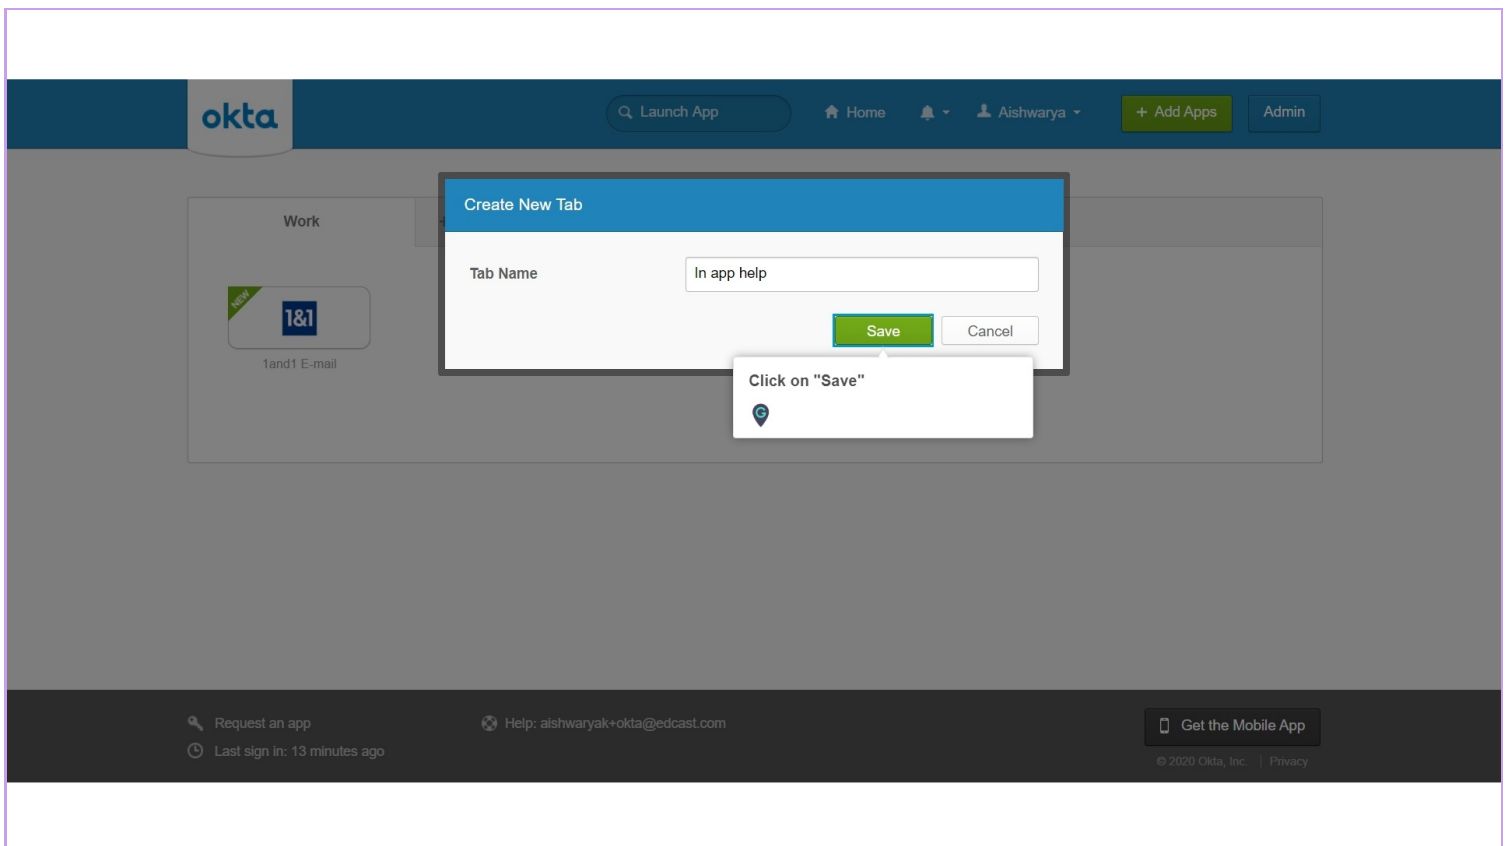 okta
Launch App
Home
Aishwarya
+ Add Apps
Admin
Create New Tab
Work
+
Tab Name
In app help
NEW
1&1
Save
Cancel
1and1 E-mail
Click on "Save"
G
Request an app
Help: aishwaryak+okta@edcast.com
Get the Mobile App
Last sign in: 13 minutes ago
© 2020 Okta, Inc. | Privacy